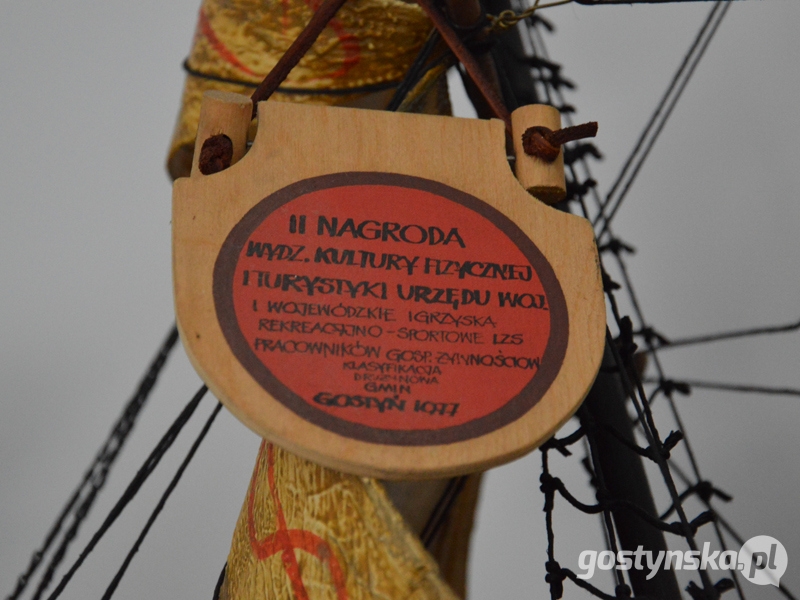 II NAGRODA
WYDZ. KULTURY FIZYCZNEJ
I TURYSTYKI URZĘDU WOJ.
I WOJEWÓDZKIE IGRZYSKA
REKREACYJNO-SPORTOWE LZS
PRACOWNIKÓW GOSP. ŻYWNOŚCIOW.
KLASYFIKACJA
DRUŻYNOWA
GMIN
GOSTYŃ 1977
gostynska.pl